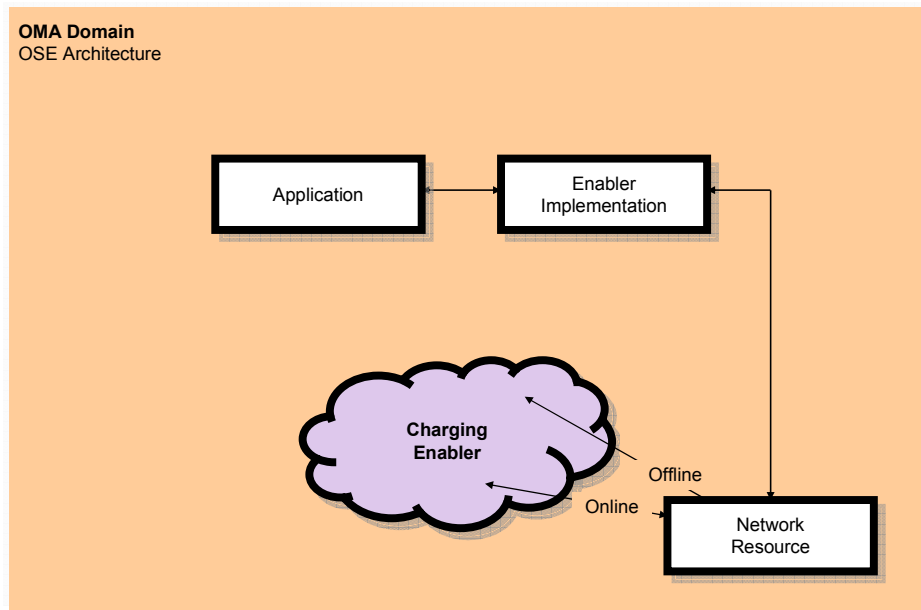 OMA Domain
OSE Architecture
Application
Enabler
Implementation
Charging
Enabler
Offline
Online
Network
Resource